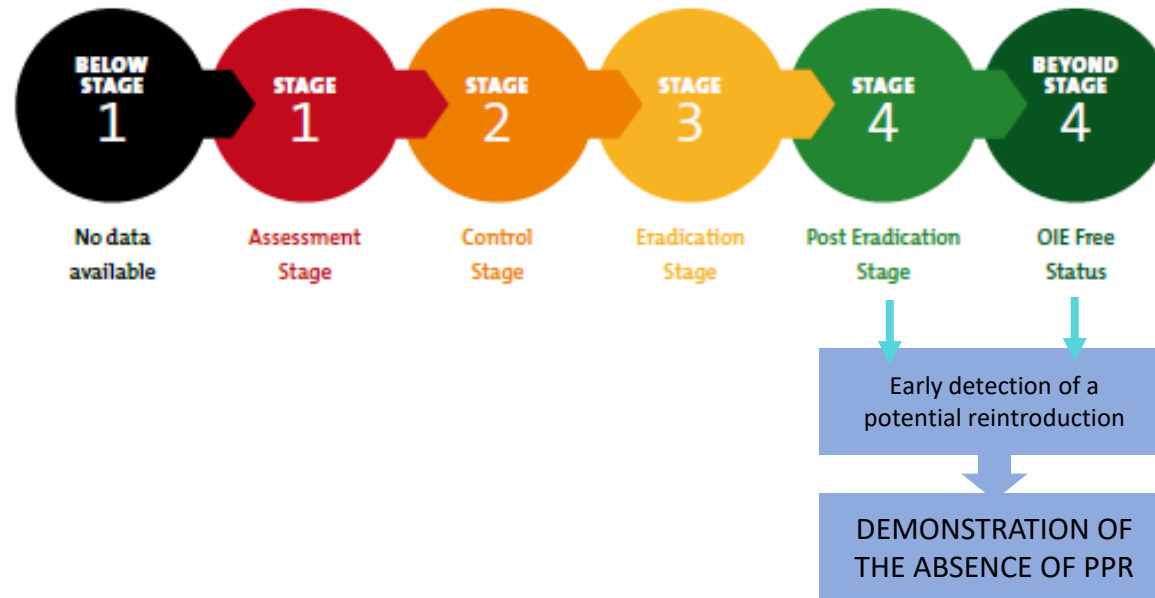 BELOW
STAGE
1
STAGE
1
STAGE
2
STAGE
3
STAGE
4
BEYOND
STAGE
4
No data
available
Assessment
Stage
Control
Stage
Eradication
Stage
Post Eradication
Stage
OIE Free
Status
Early detection of a
potential reintroduction
DEMONSTRATION OF
THE ABSENCE OF PPR